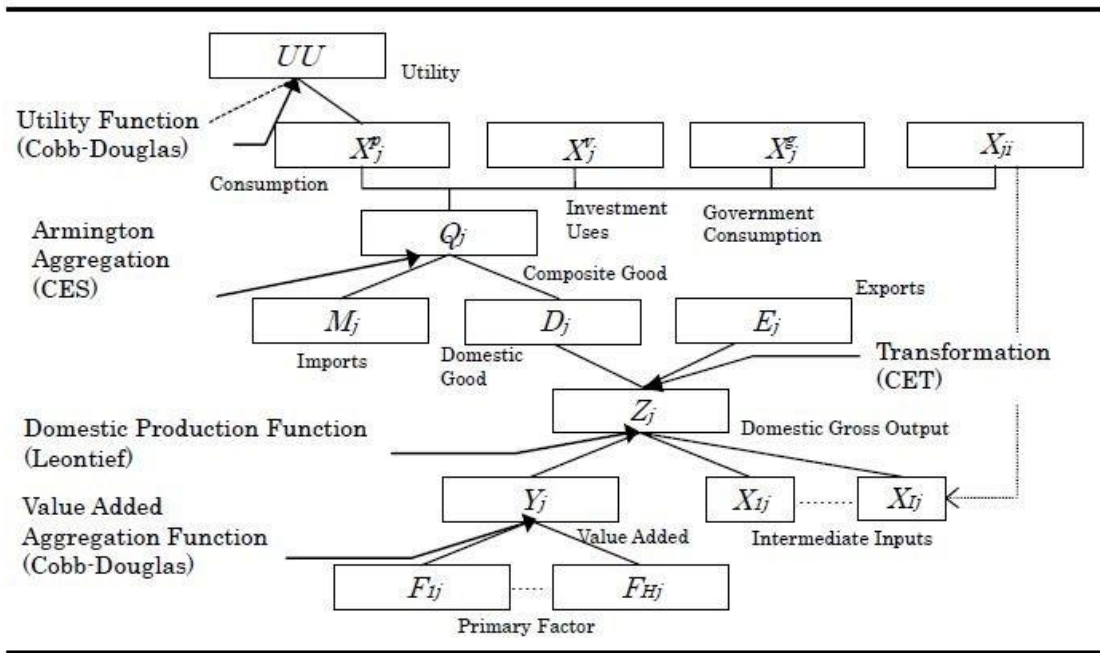 UU
Utility
Utility Function
(Cobb-Douglas)
X^p_j
X^v_j
X^g_j
X_ji
Consumption
Investment
Uses
Government
Consumption
Armington
Aggregation
(CES)
Q_j
Composite Good
Exports
M_j
D_j
E_j
Imports
Domestic
Good
Transformation
(CET)
Z_j
Domestic Gross Output
Domestic Production Function
(Leontief)
Y_j
X_1j
X_Ij
Value Added
Aggregation Function
(Cobb-Douglas)
Value Added
Intermediate Inputs
F_1j
F_Hj
Primary Factor